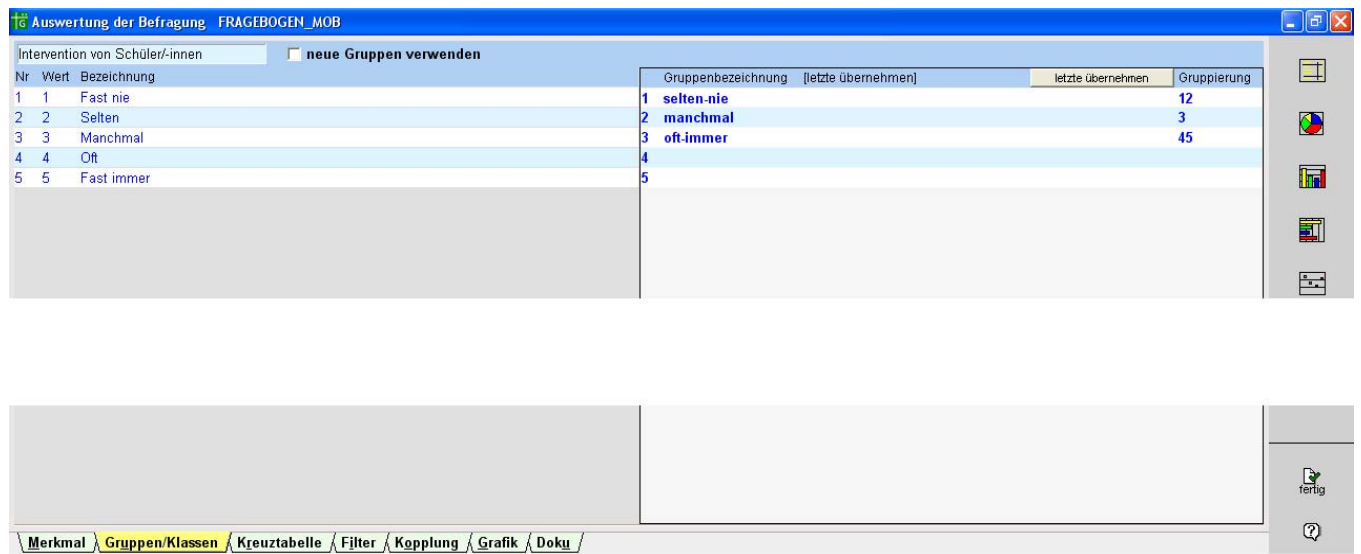 Auswertung der Befragung FRAGEBOGEN_MOB
Intervention von Schüler/-innen neue Gruppen verwenden
Nr Wert Bezeichnung
1 1 Fast nie
2 2 Selten
3 3 Manchmal
4 4 Oft
5 5 Fast immer
Gruppenbezeichnung [letzte übernehmen] letzte übernehmen Gruppierung
1 selten-nie 12
2 manchmal 3
3 oft-immer 45
4
5
fertig
Merkmal Gruppen/Klassen Kreuztabelle Filter Kopplung Grafik Doku